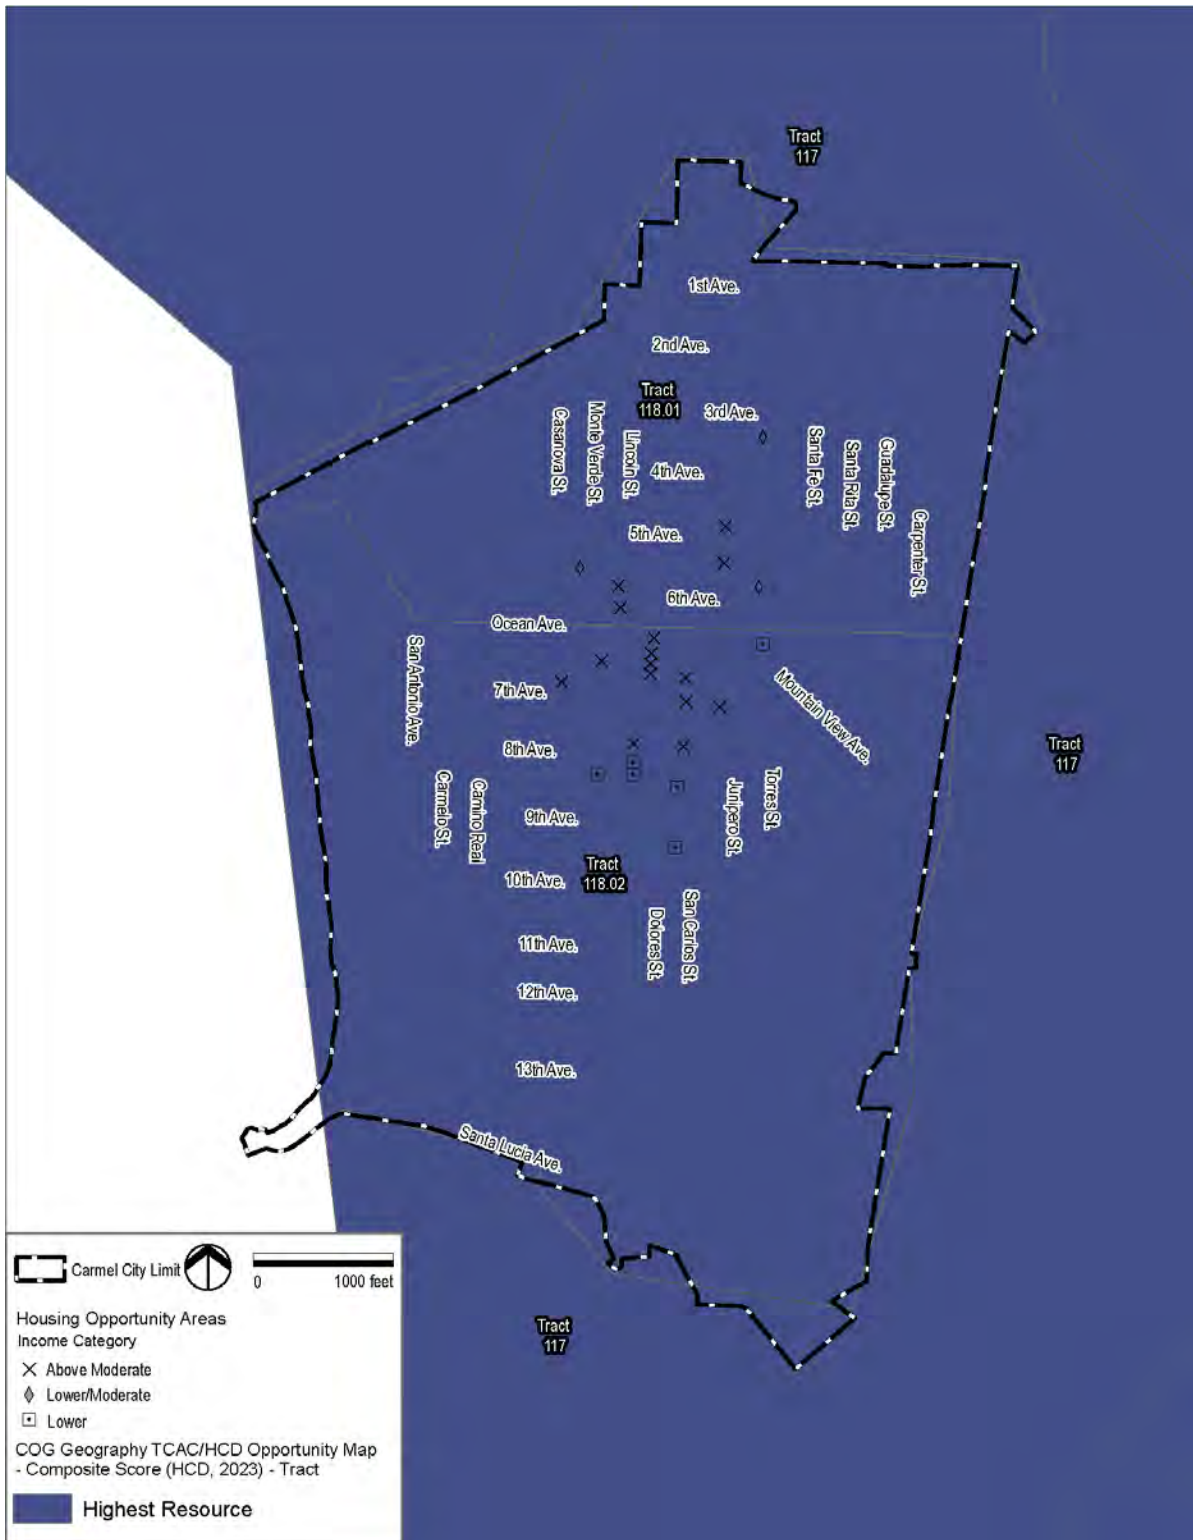 Tract
117
1st Ave.
2nd Ave.
Tract
118.01
3rd Ave.
Casanova St.
Monte Verde St.
Lincoln St.
4th Ave.
Santa Fe St.
Santa Rita St.
Guadalupe St.
Carpenter St.
5th Ave.
6th Ave.
Ocean Ave.
San Antonio Ave.
7th Ave.
Mountain View Ave.
8th Ave.
Tract
117
Carmelo St.
Camino Real
Junipero St.
Torres St.
9th Ave.
Tract
118.02
10th Ave.
Dolores St.
San Carlos St.
11th Ave.
12th Ave.
13th Ave.
Santa Lucia Ave.
Tract
117
Carmel City Limit
0 1000 feet
Housing Opportunity Areas
Income Category
Above Moderate
Lower/Moderate
Lower
COG Geography TCAC/HCD Opportunity Map
- Composite Score (HCD, 2023) - Tract
Highest Resource